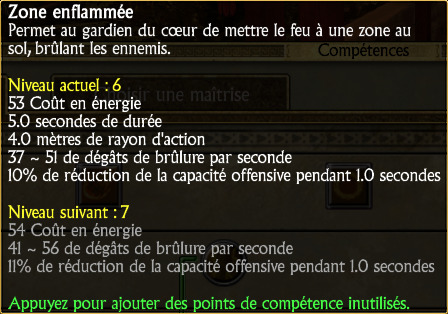 Zone enflammée
Permet au gardien du cœur de mettre le feu à une zone au
sol, brûlant les ennemis.
Compétences
Niveau actuel : 6
oisir une maîtrise
53 Coût en énergie
5.0 secondes de durée
4.0 mètres de rayon d'action
37 ~ 51 de dégâts de brûlure par seconde
10% de réduction de la capacité offensive pendant 1.0 secondes
Niveau suivant : 7
54 Coût en énergie
41 ~ 56 de dégâts de brûlure par seconde
11% de réduction de la capacité offensive pendant 1.0 secondes
Appuyez pour ajouter des points de compétence inutilisés.